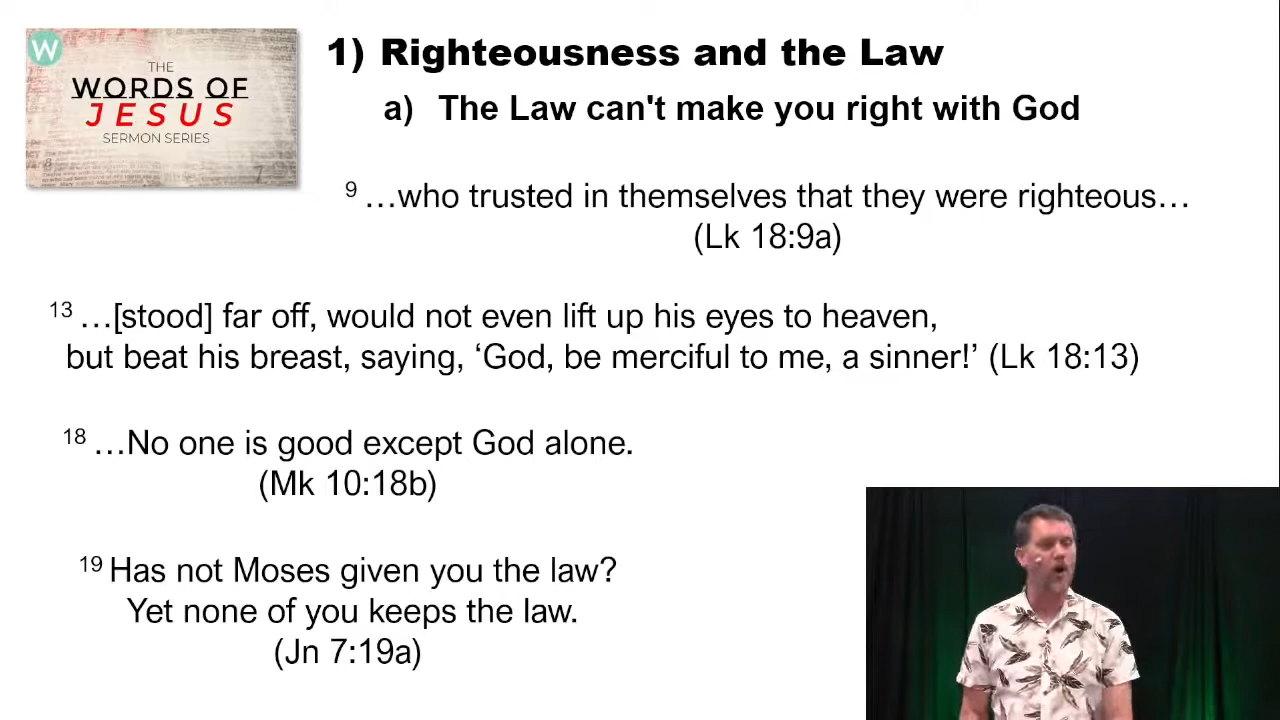 W
THE
WORDS OF
JESUS
SERMON SERIES
1) Righteousness and the Law
a) The Law can't make you right with God
9 …who trusted in themselves that they were righteous…
(Lk 18:9a)
13 …[stood] far off, would not even lift up his eyes to heaven,
but beat his breast, saying, ‘God, be merciful to me, a sinner!’ (Lk 18:13)
18 …No one is good except God alone.
(Mk 10:18b)
19 Has not Moses given you the law?
Yet none of you keeps the law.
(Jn 7:19a)